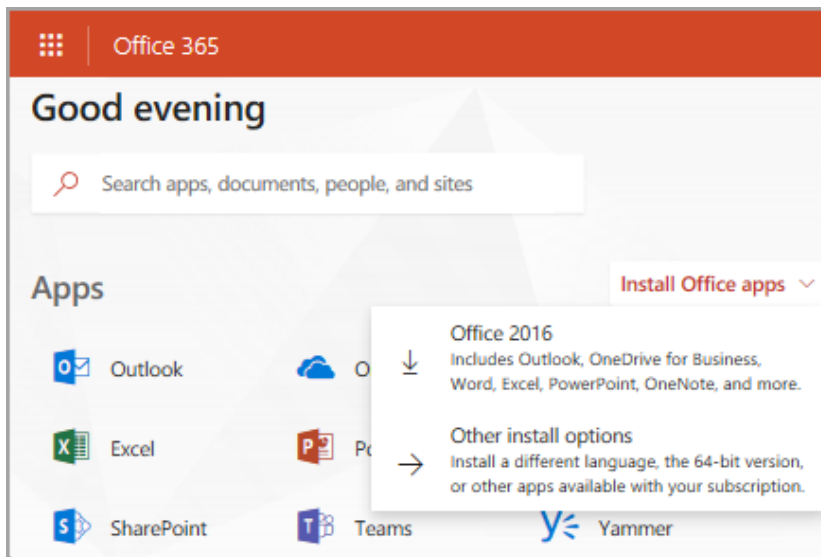 Office 365
Good evening
Search apps, documents, people, and sites
Apps
Install Office apps
Office 2016
Includes Outlook, OneDrive for Business,
Word, Excel, PowerPoint, OneNote, and more.
Other install options
Install a different language, the 64-bit version,
or other apps available with your subscription.
Outlook
Excel
SharePoint
Teams
Yammer